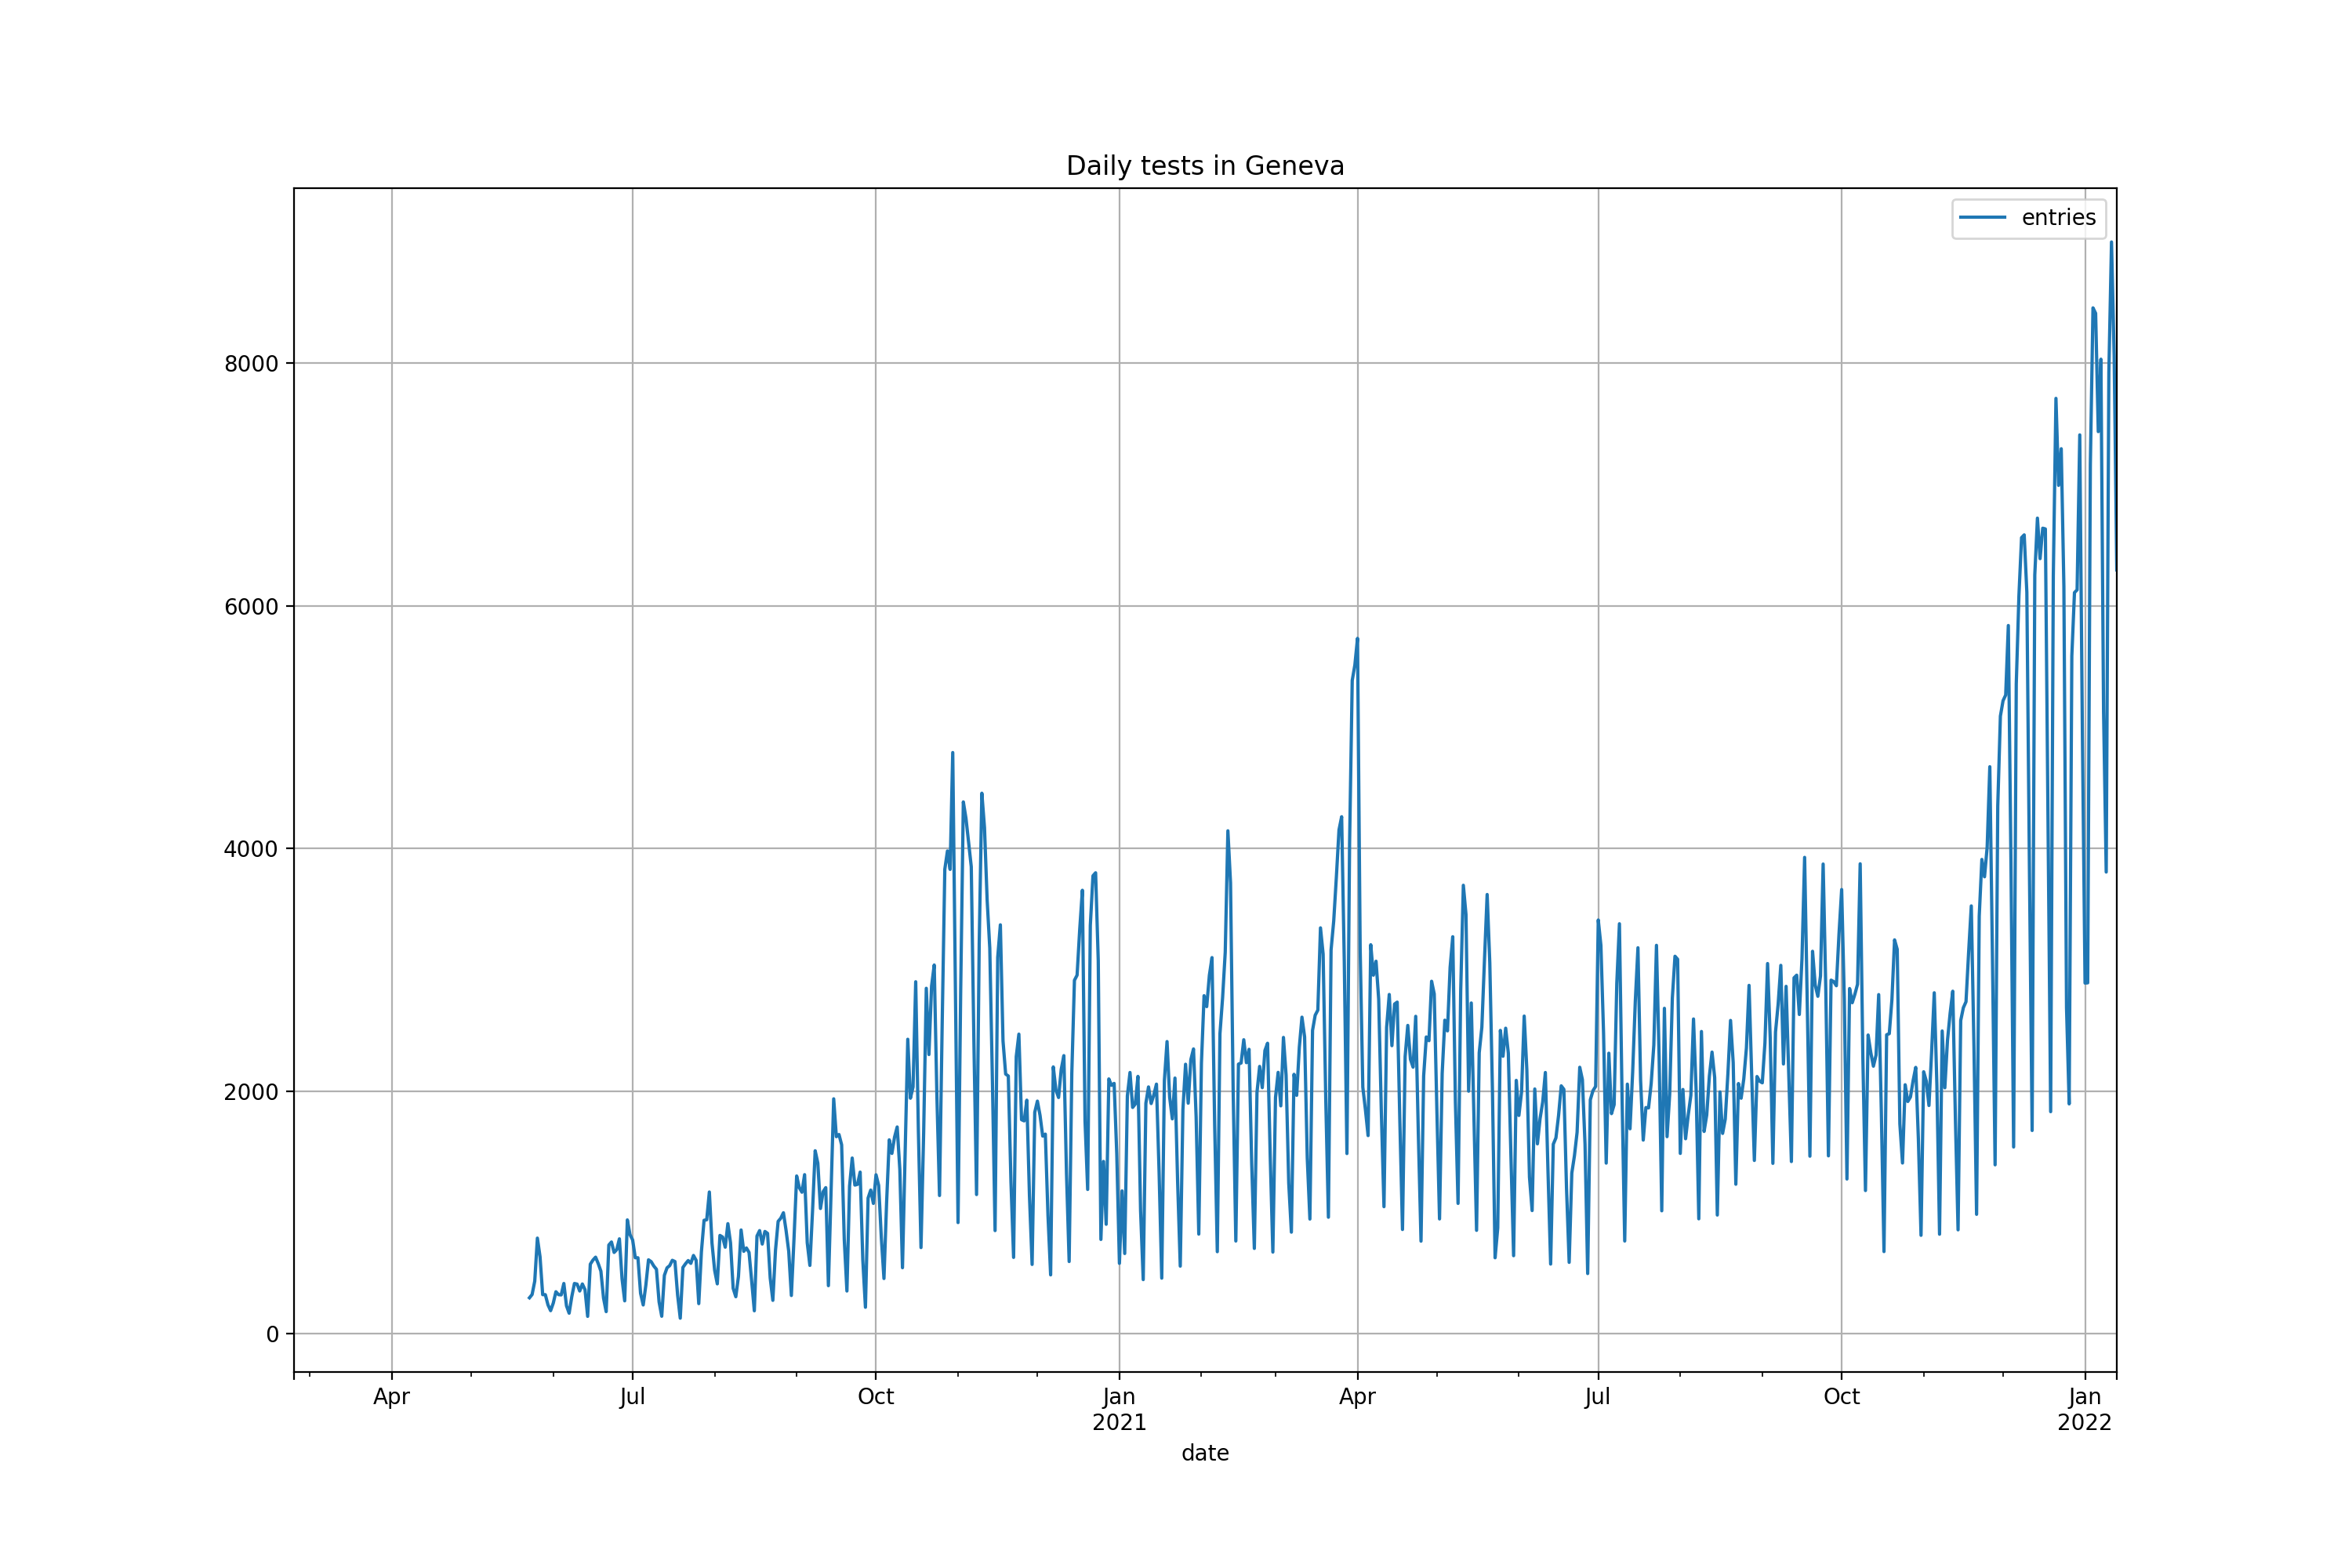 Daily tests in Geneva
entries
8000
6000
4000
2000
0
Apr
Jul
Oct
Jan
2021
Apr
Jul
Oct
Jan
2022
date